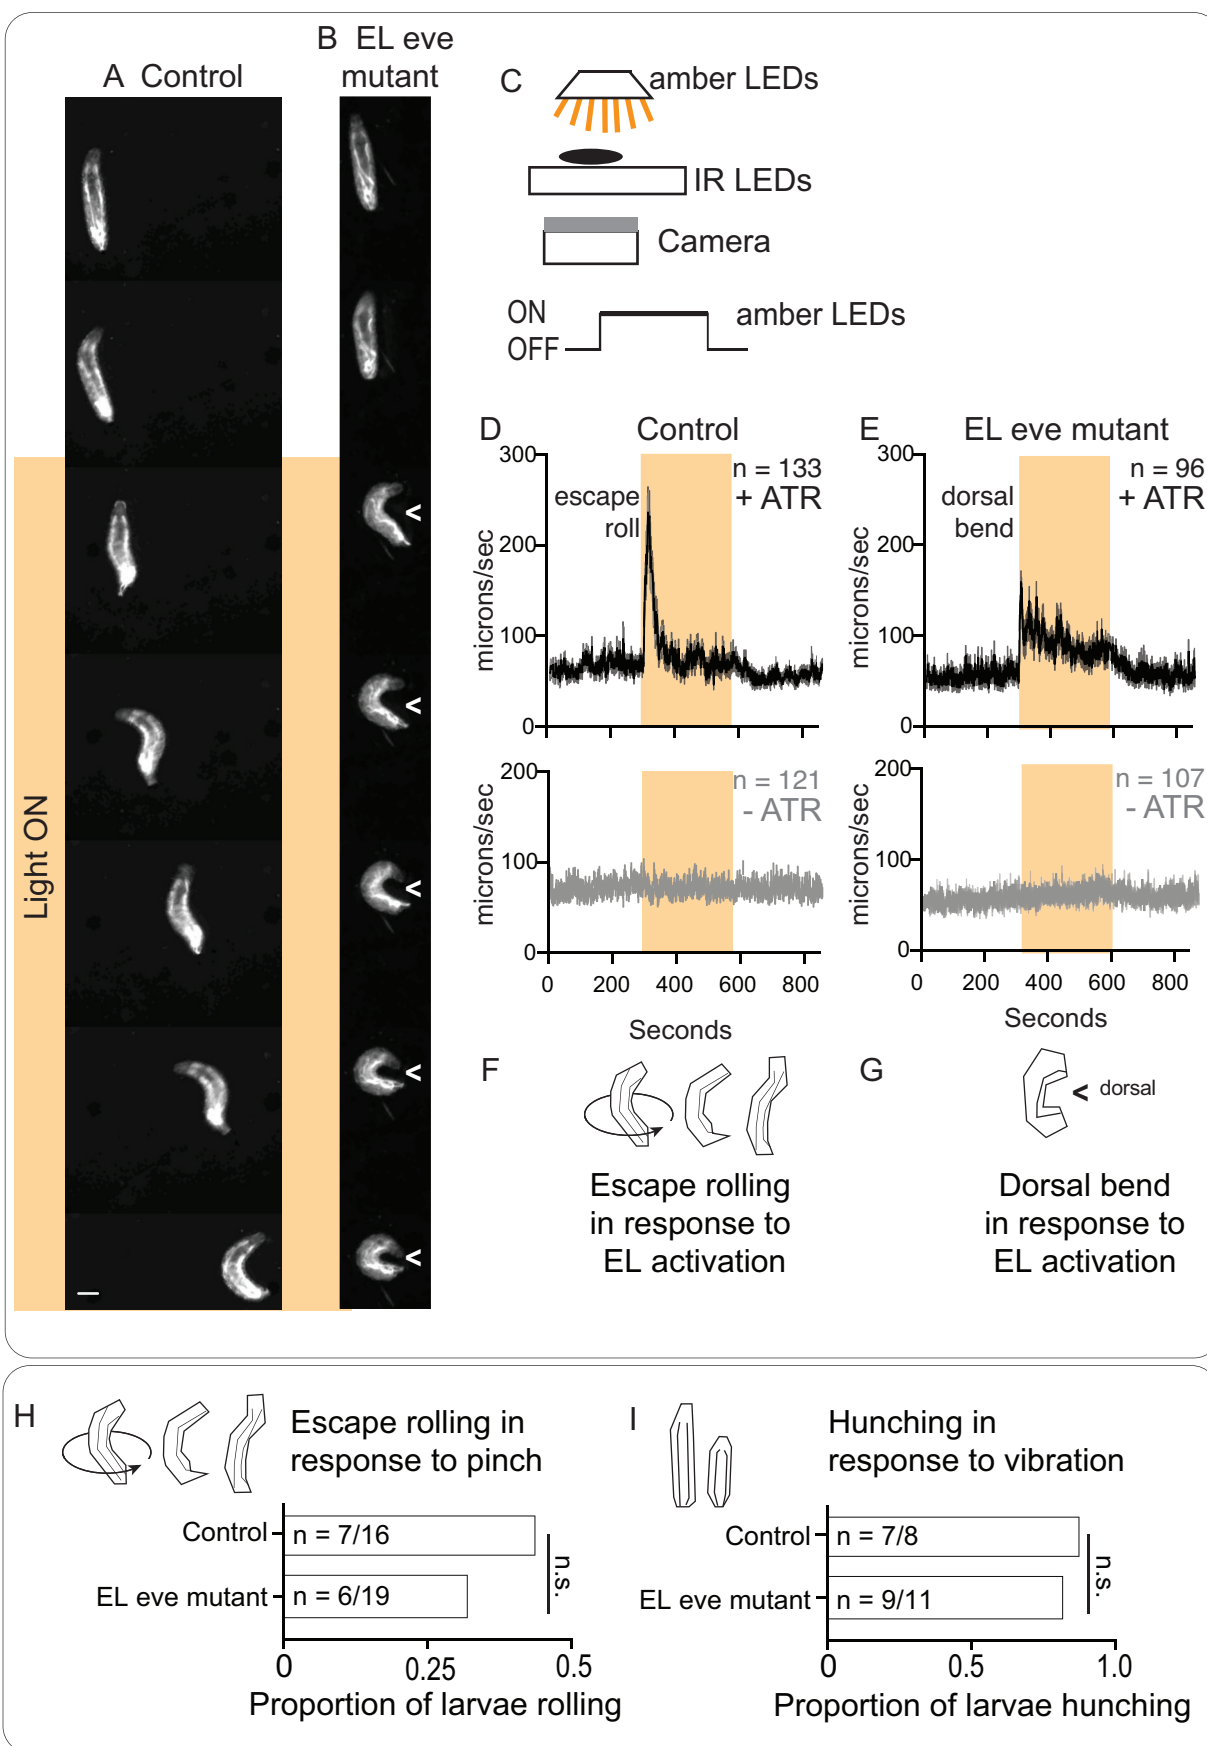 A Control
B EL eve
mutant
Light ON
<
<
<
<
<
C
amber LEDs
IR LEDs
Camera
ON
OFF
amber LEDs
D
Control
n = 133
+ ATR
escape
roll
microns/sec
300
200
100
0
n = 121
- ATR
microns/sec
200
100
0
0 200 400 600 800
Seconds
E
EL eve mutant
n = 96
+ ATR
dorsal
bend
microns/sec
300
200
100
0
n = 107
- ATR
microns/sec
200
100
0
0 200 400 600 800
Seconds
F
Escape rolling
in response to
EL activation
G
< dorsal
Dorsal bend
in response to
EL activation
H
Escape rolling in
response to pinch
Control
n = 7/16
EL eve mutant
n = 6/19
n.s.
0 0.25 0.5
Proportion of larvae rolling
I
Hunching in
response to vibration
Control
n = 7/8
EL eve mutant
n = 9/11
n.s.
0 0.5 1.0
Proportion of larvae hunching